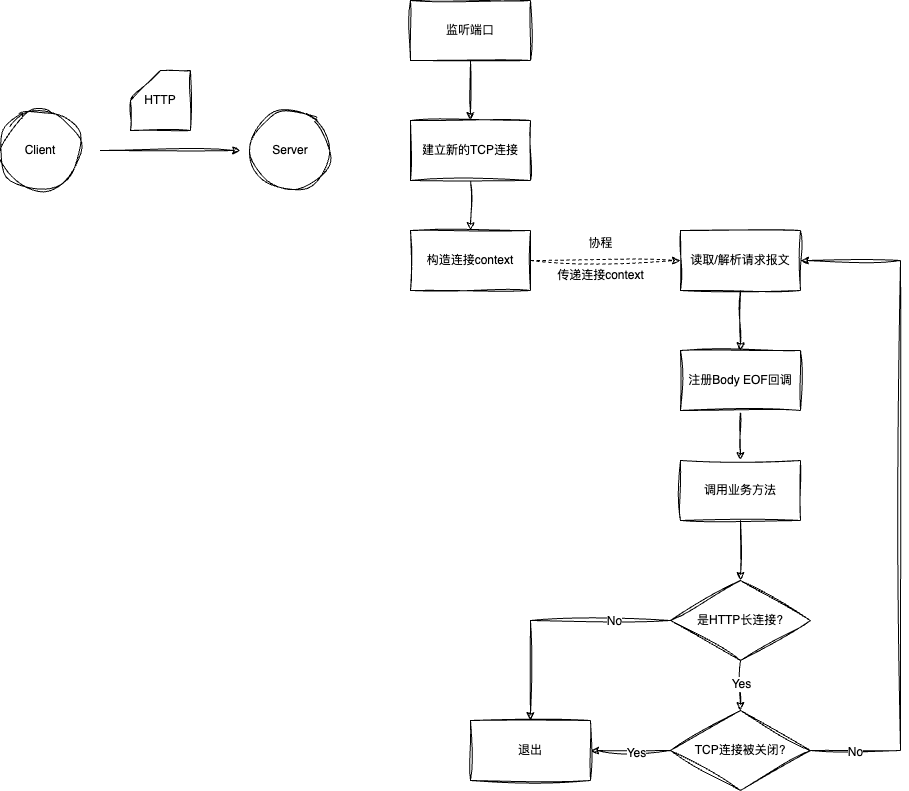 监听端口
HTTP
Client
Server
建立新的TCP连接
构造连接context
协程
传递连接context
读取/解析请求报文
注册Body EOF回调
调用业务方法
是HTTP长连接?
No
Yes
退出
Yes
TCP连接被关闭?
No